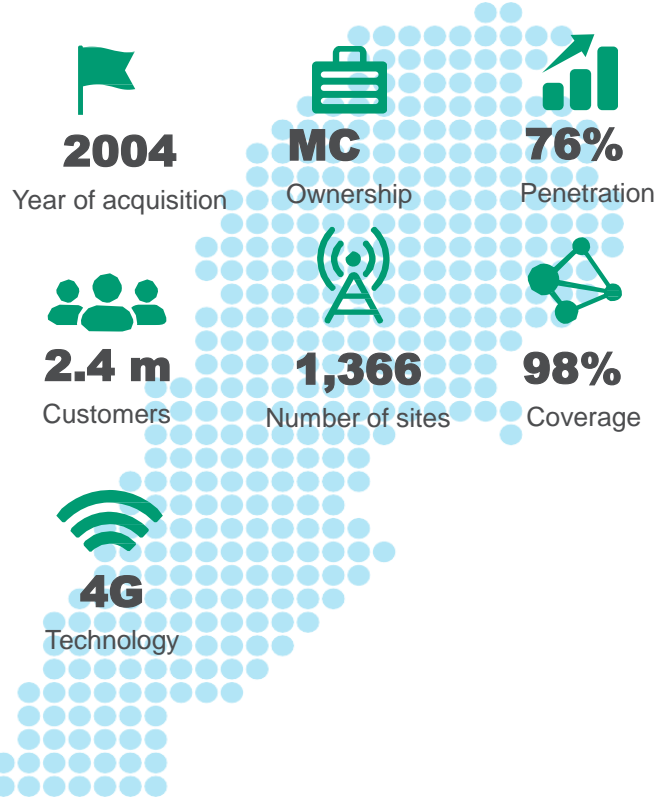 2004
Year of acquisition
MC
Ownership
76%
Penetration
2.4 m
Customers
1,366
Number of sites
98%
Coverage
4G
Technology